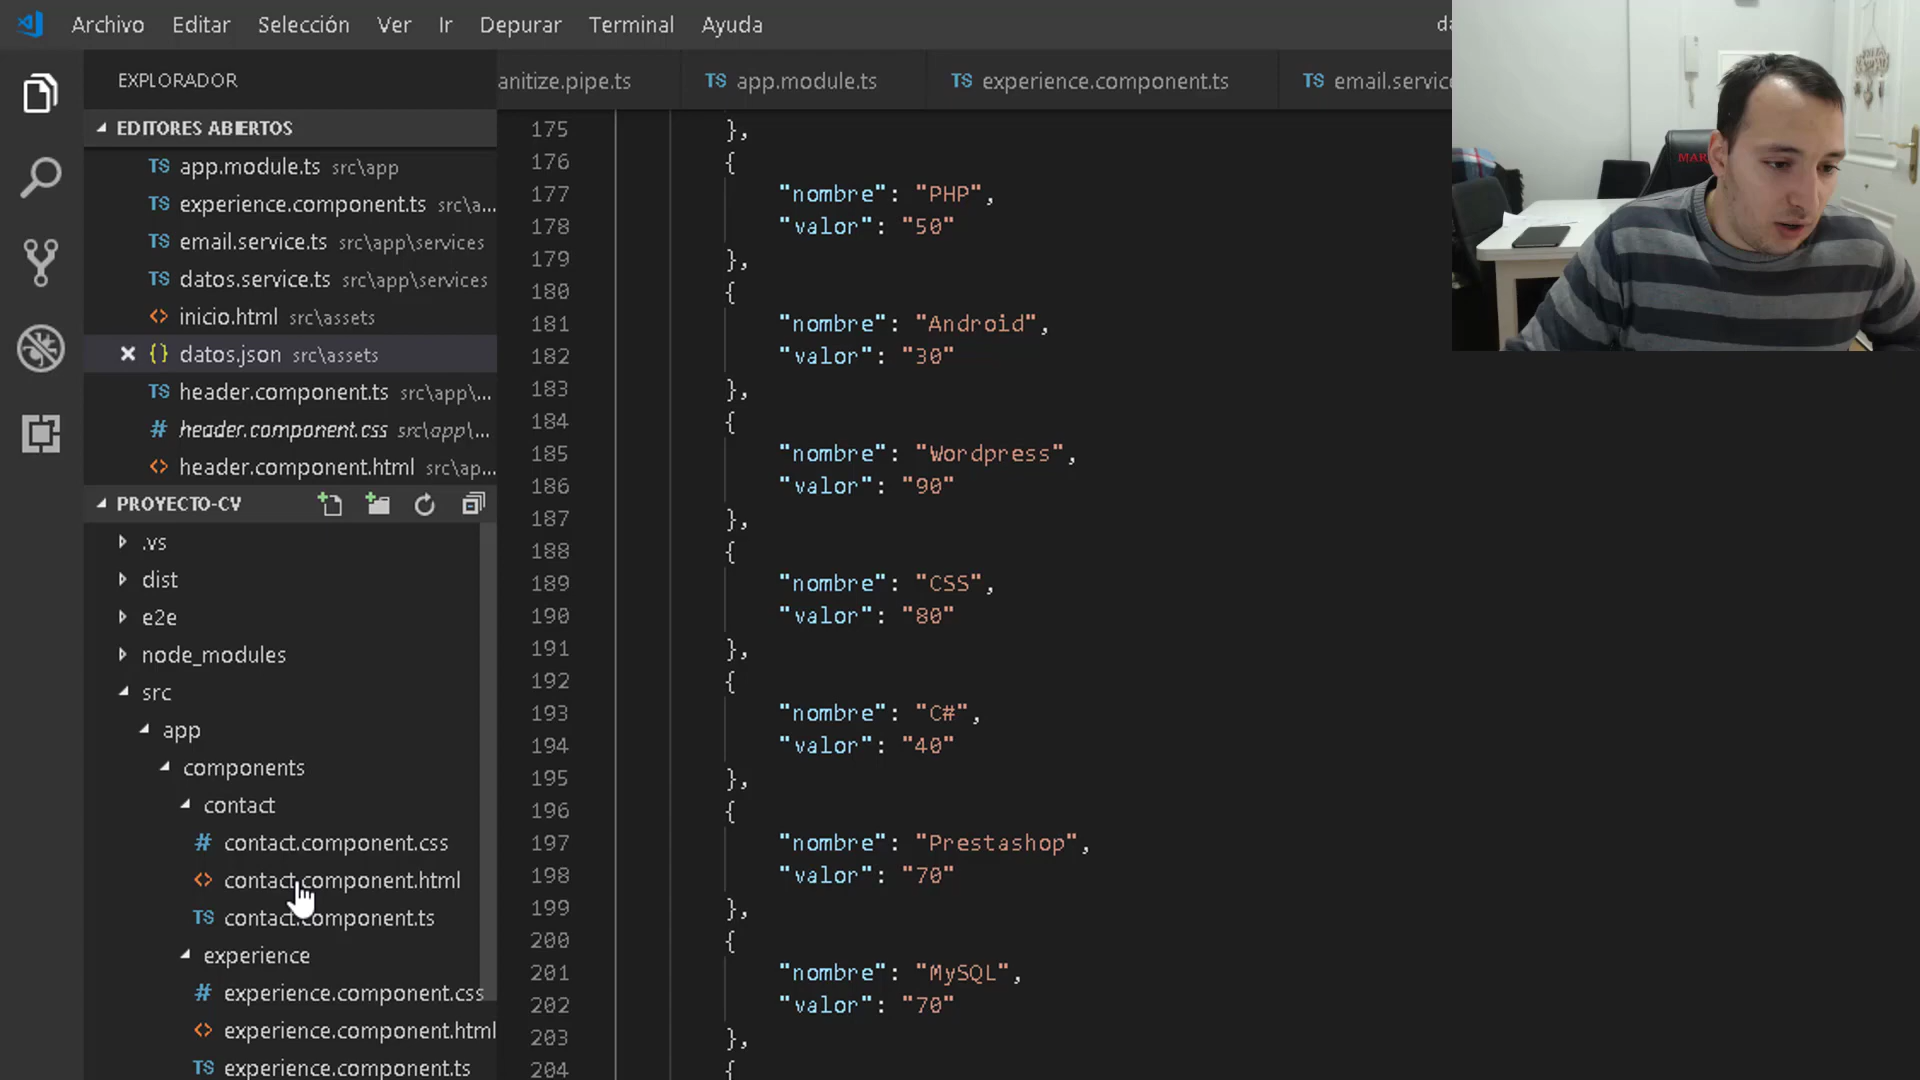 Archivo Editar Selección Ver Ir Depurar Terminal Ayuda
EXPLORADOR
anitize.pipe.ts TS app.module.ts TS experience.component.ts TS email.servic
EDITORES ABIERTOS
TS app.module.ts src\app
TS experience.component.ts src\a...
TS email.service.ts src\app\services
TS datos.service.ts src\app\services
<> inicio.html src\assets
{} datos.json src\assets
TS header.component.ts src\app\...
# header.component.css src\app\...
<> header.component.html src\ap...
PROYECTO-CV
.vs
dist
e2e
node_modules
src
app
components
contact
# contact.component.css
<> contact.component.html
TS contact.component.ts
experience
# experience.component.css
<> experience.component.html
TS experience.component.ts
175 },
176 {
177 "nombre": "PHP",
178 "valor": "50"
179 },
180 {
181 "nombre": "Android",
182 "valor": "30"
183 },
184 {
185 "nombre": "Wordpress",
186 "valor": "90"
187 },
188 {
189 "nombre": "CSS",
190 "valor": "80"
191 },
192 {
193 "nombre": "C#",
194 "valor": "40"
195 },
196 {
197 "nombre": "Prestashop",
198 "valor": "70"
199 },
200 {
201 "nombre": "MySQL",
202 "valor": "70"
203 },
204 {
MAR